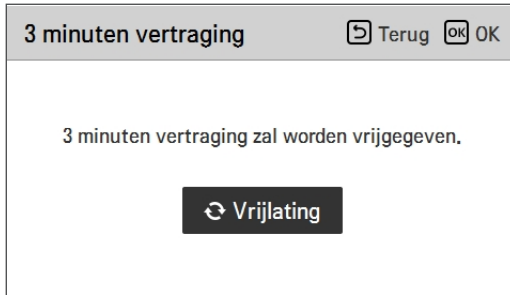 3 minuten vertraging
Terug OK OK
3 minuten vertraging zal worden vrijgegeven.
Vrijlating